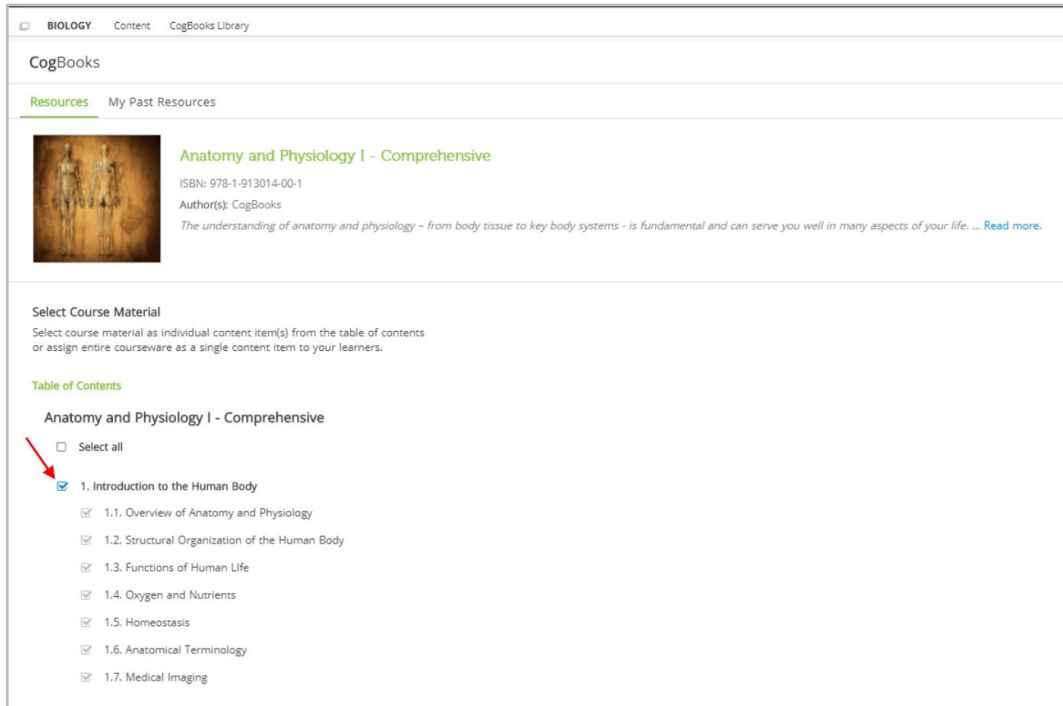 BIOLOGY Content CogBooks Library
CogBooks
Resources My Past Resources
Anatomy and Physiology I - Comprehensive
ISBN: 978-1-913014-00-1
Author(s): CogBooks
The understanding of anatomy and physiology – from body tissue to key body systems - is fundamental and can serve you well in many aspects of your life. ... Read more.
Select Course Material
Select course material as individual content item(s) from the table of contents
or assign entire courseware as a single content item to your learners.
Table of Contents
Anatomy and Physiology I - Comprehensive
Select all
1. Introduction to the Human Body
1.1. Overview of Anatomy and Physiology
1.2. Structural Organization of the Human Body
1.3. Functions of Human LIfe
1.4. Oxygen and Nutrients
1.5. Homeostasis
1.6. Anatomical Terminology
1.7. Medical Imaging